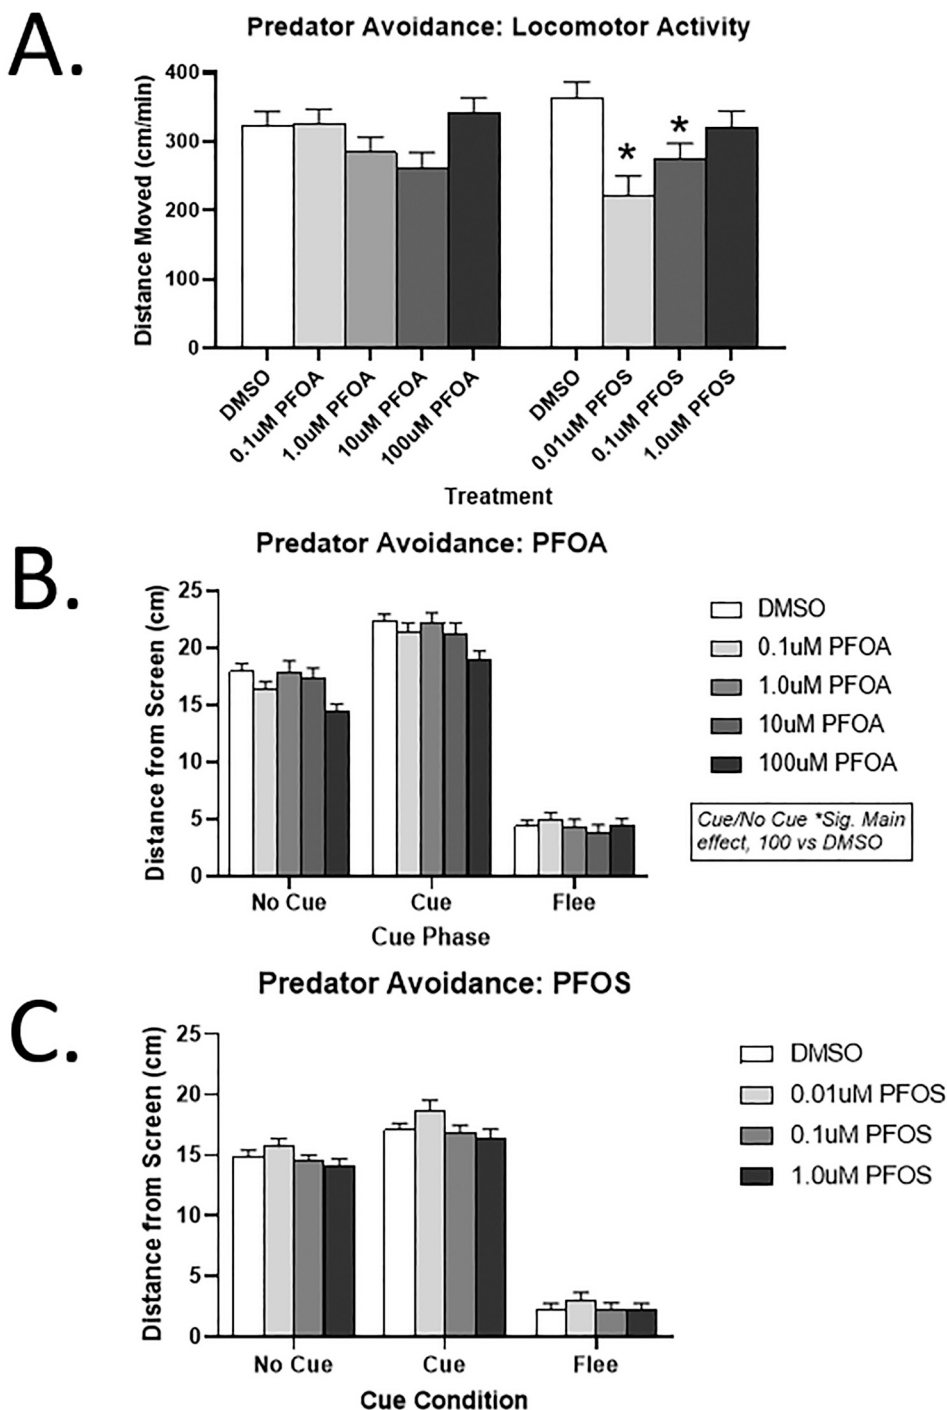 A.
Predator Avoidance: Locomotor Activity
Distance Moved (cm/min)
400
300
200
100
0
*
*
DMSO
0.1uM PFOA
1.0uM PFOA
10uM PFOA
100uM PFOA
DMSO
0.01uM PFOS
0.1uM PFOS
1.0uM PFOS
Treatment
B.
Predator Avoidance: PFOA
Distance from Screen (cm)
25
20
15
10
5
0
No Cue
Cue
Flee
Cue Phase
DMSO
0.1uM PFOA
1.0uM PFOA
10uM PFOA
100uM PFOA
Cue/No Cue *Sig. Main
effect, 100 vs DMSO
C.
Predator Avoidance: PFOS
Distance from Screen (cm)
25
20
15
10
5
0
No Cue
Cue
Flee
Cue Condition
DMSO
0.01uM PFOS
0.1uM PFOS
1.0uM PFOS